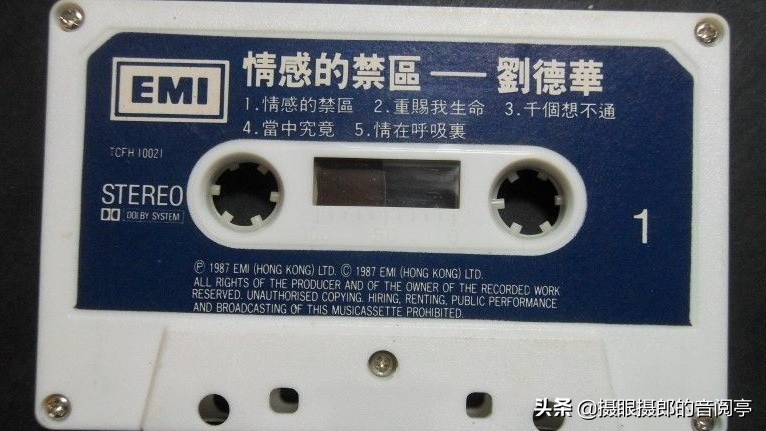 EMI
情感的禁區——劉德華
1.情感的禁區 2.重賜我生命 3.千個想不通
4.當中究竟 5.情在呼吸裏
TCFH 10021
STEREO
DOLBY SYSTEM
1
Ⓟ 1987 EMI (HONG KONG) LTD. © 1987 EMI (HONG KONG) LTD.
ALL RIGHTS OF THE PRODUCER AND OF THE OWNER OF THE RECORDED WORK
RESERVED. UNAUTHORISED COPYING. HIRING, RENTING, PUBLIC PERFORMANCE
AND BROADCASTING OF THIS MUSICASSETTE PROHIBITED.
头条 @摄眼摄郎的音阅亭